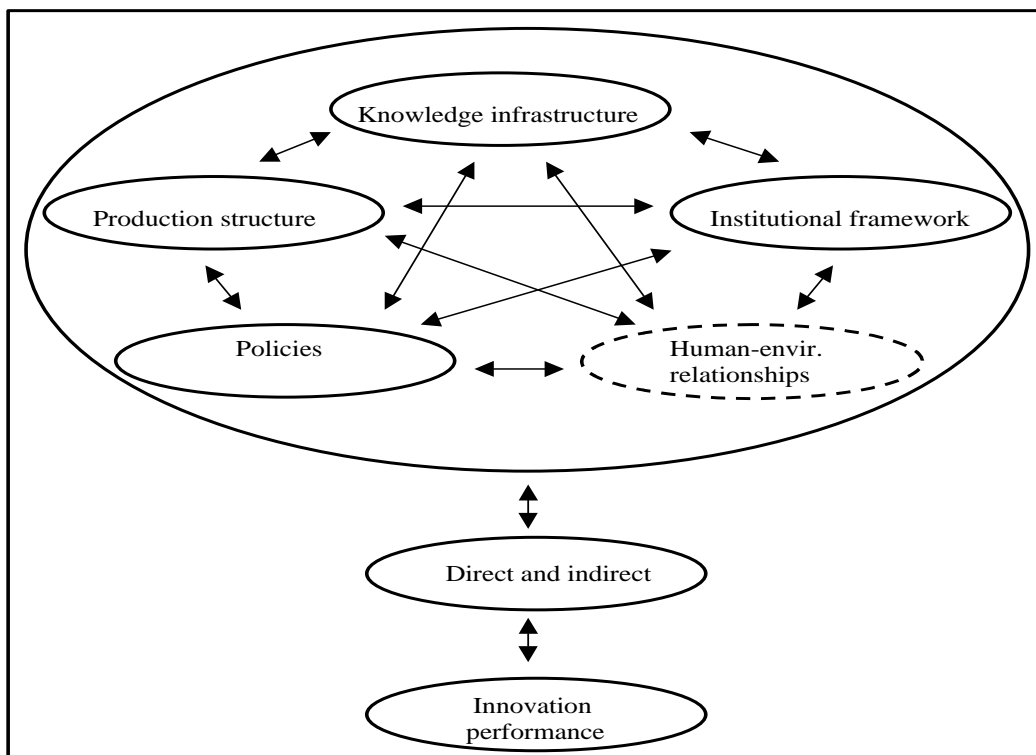 Knowledge infrastructure
Production structure
Institutional framework
Policies
Human-envir.
relationships
Direct and indirect
Innovation
performance